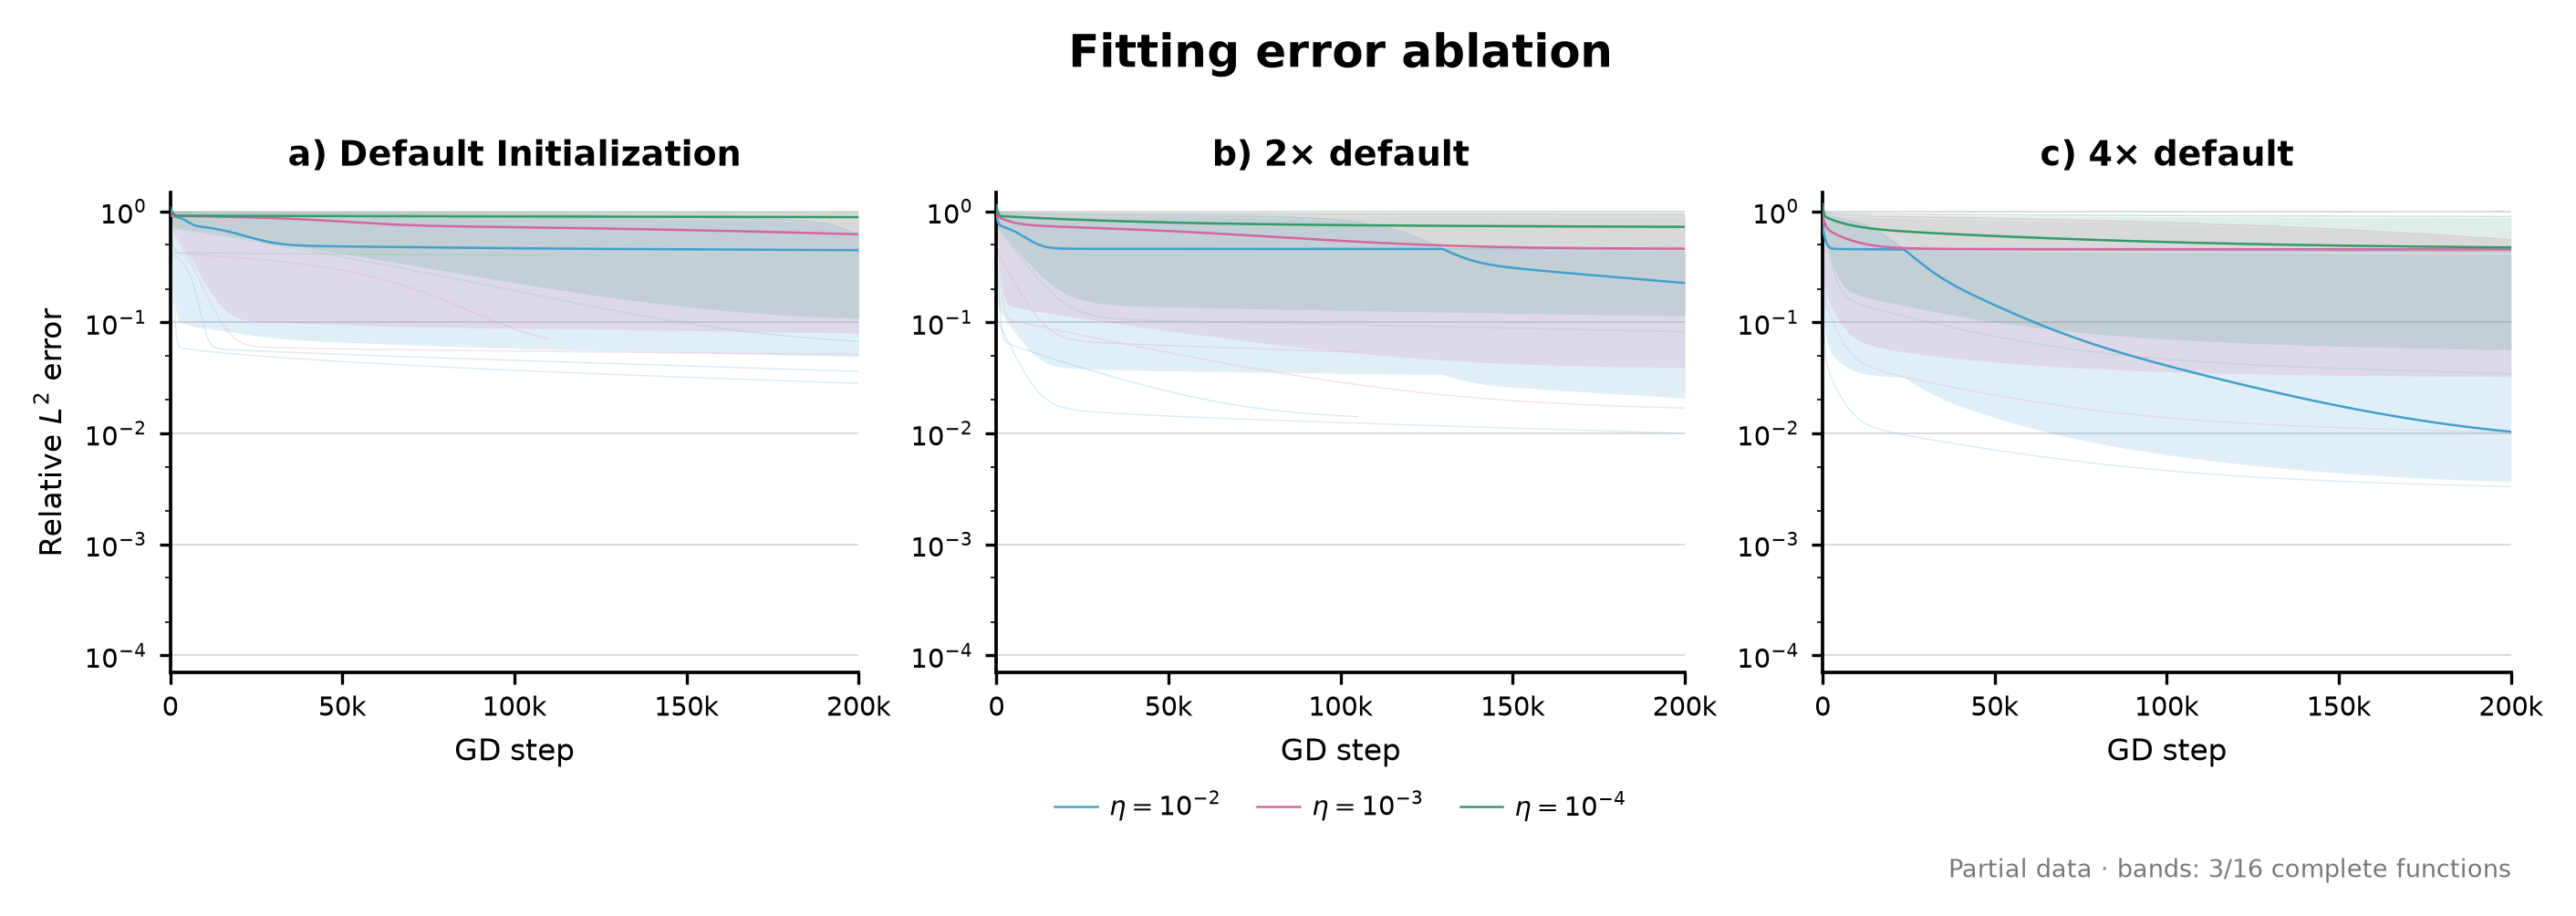 Fitting error ablation
a) Default Initialization
b) 2× default
c) 4× default
Relative L² error
10⁰
10⁻¹
10⁻²
10⁻³
10⁻⁴
0 50k 100k 150k 200k
GD step
10⁰
10⁻¹
10⁻²
10⁻³
10⁻⁴
0 50k 100k 150k 200k
GD step
10⁰
10⁻¹
10⁻²
10⁻³
10⁻⁴
0 50k 100k 150k 200k
GD step
η = 10⁻² η = 10⁻³ η = 10⁻⁴
Partial data · bands: 3/16 complete functions